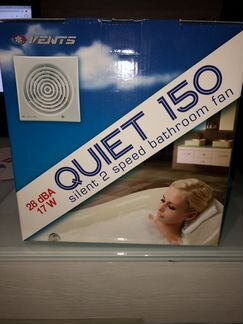 VENTS
QUIET 150
silent 2 speed bathroom fan
28 dBA
17 W